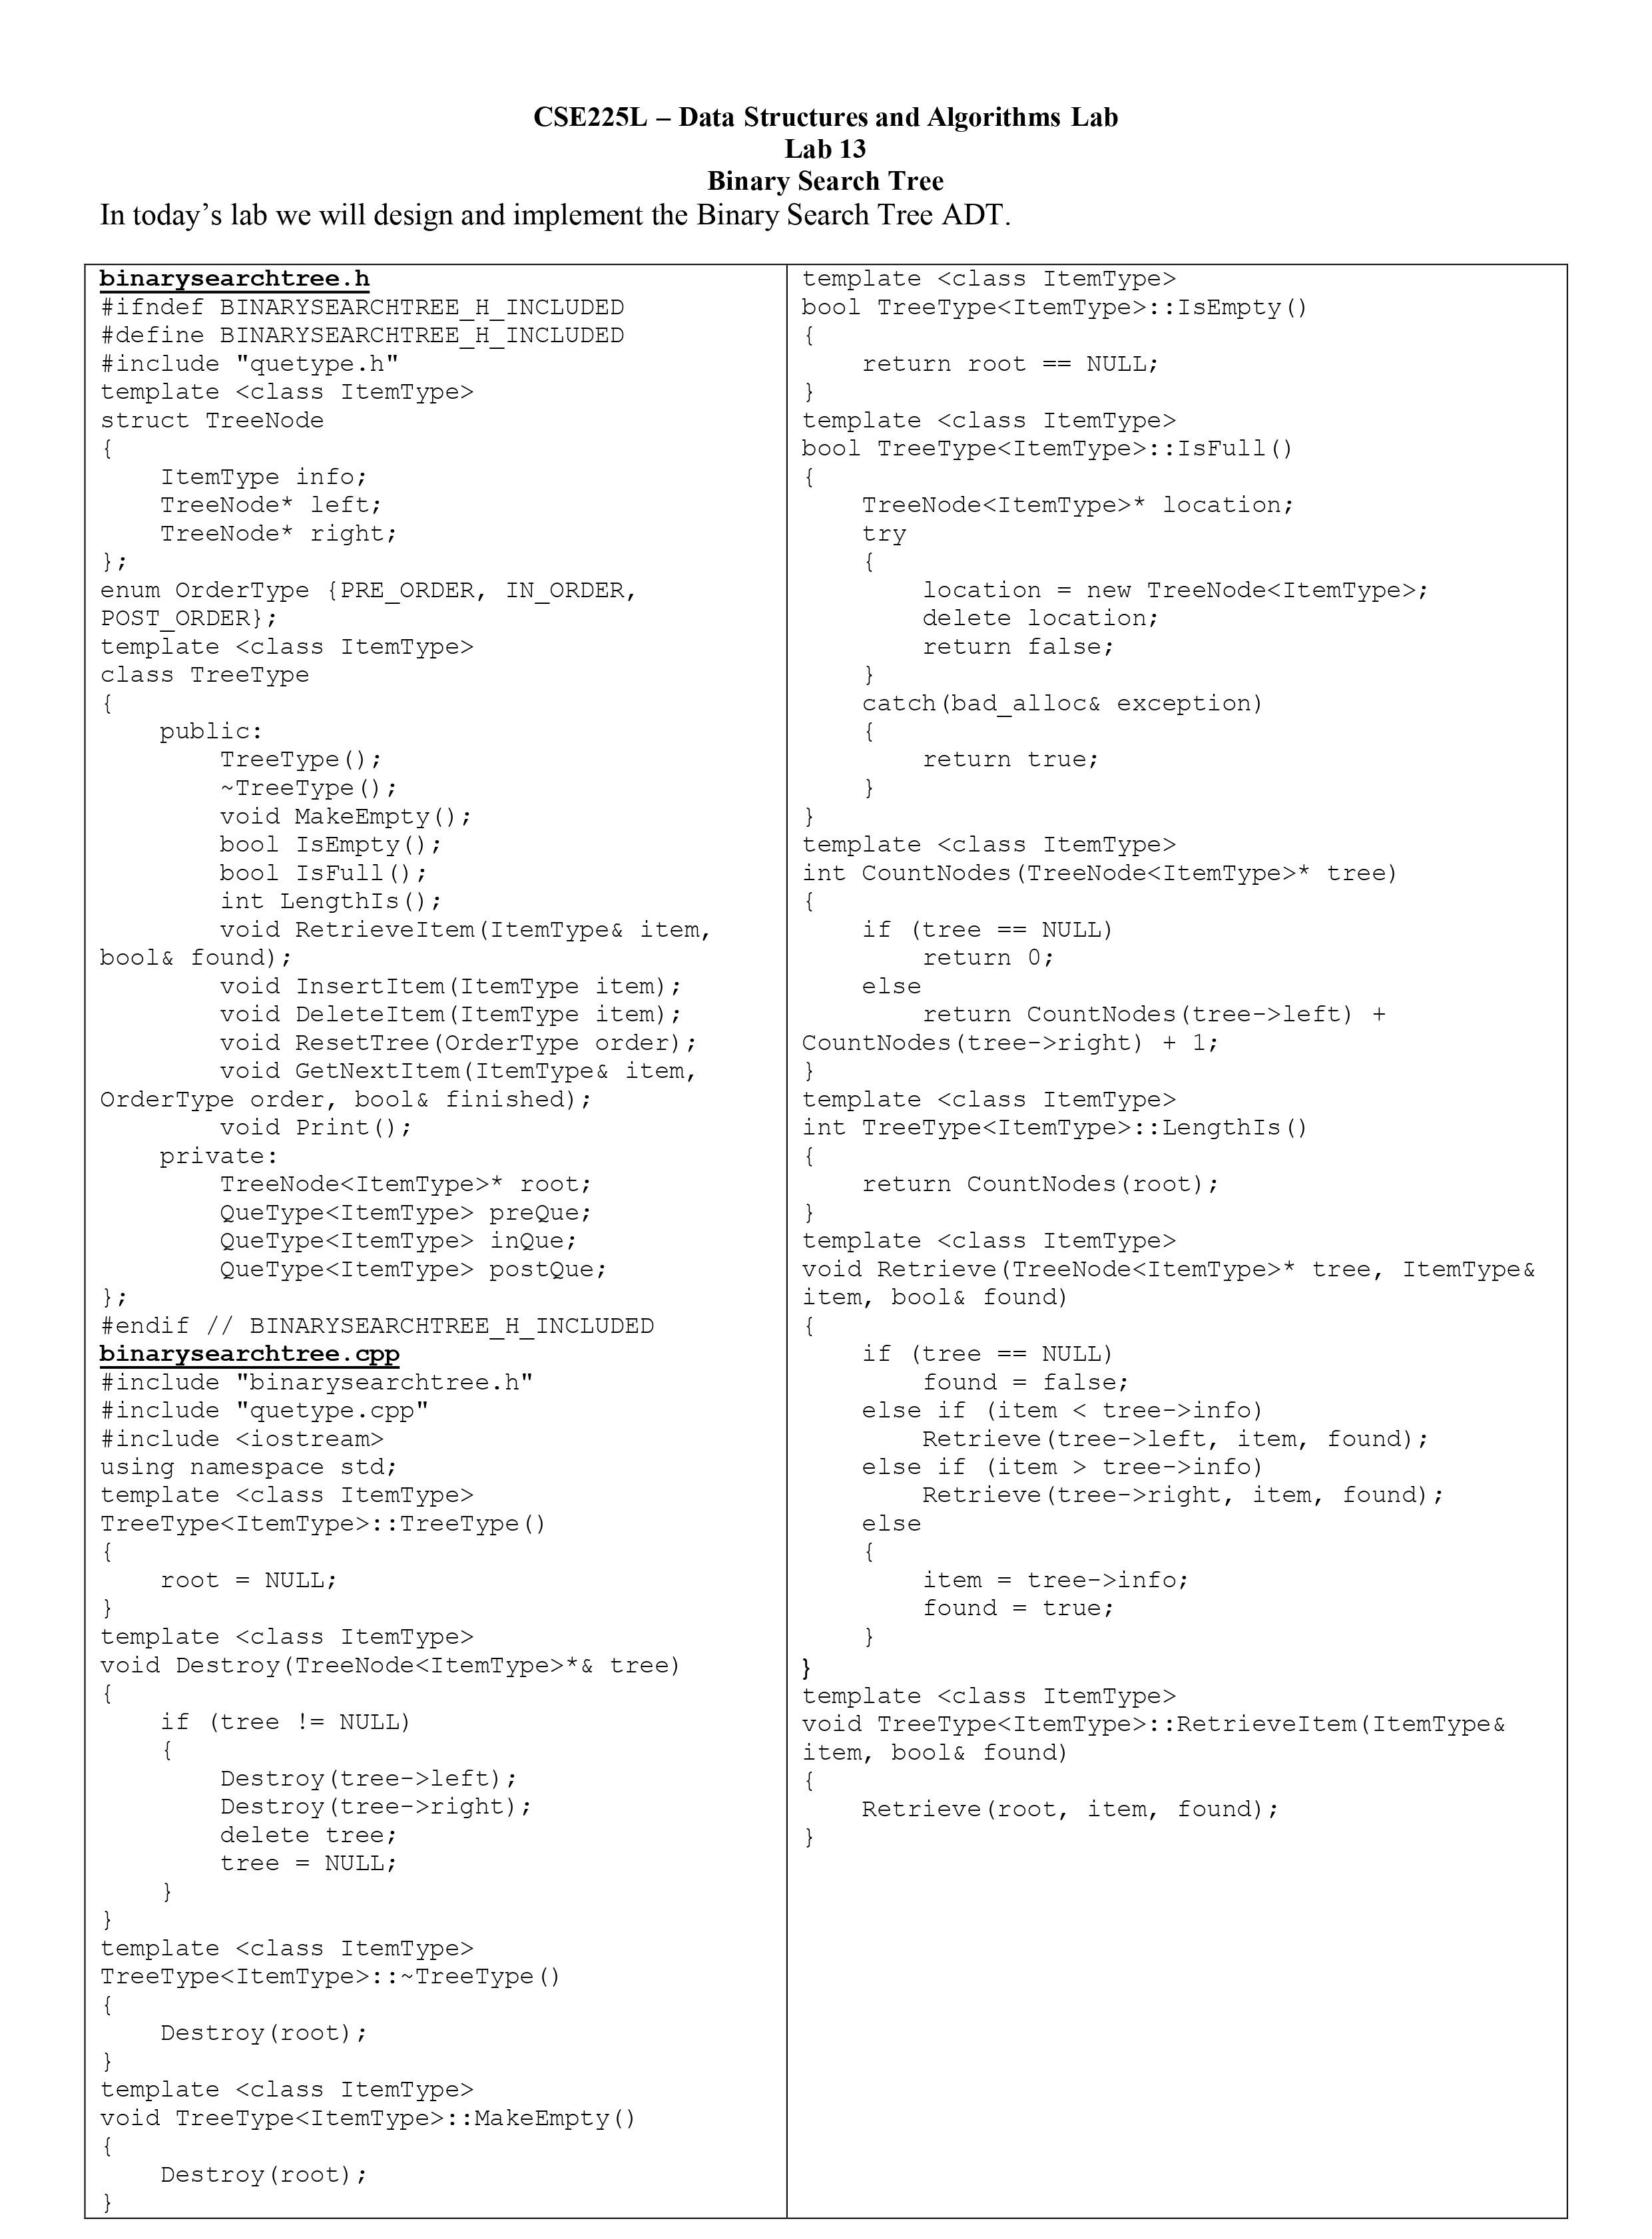 CSE225L – Data Structures and Algorithms Lab
Lab 13
Binary Search Tree
In today’s lab we will design and implement the Binary Search Tree ADT.
binarysearchtree.h
#ifndef BINARYSEARCHTREE_H_INCLUDED
#define BINARYSEARCHTREE_H_INCLUDED
#include "quetype.h"
template <class ItemType>
struct TreeNode
{
    ItemType info;
    TreeNode* left;
    TreeNode* right;
};
enum OrderType {PRE_ORDER, IN_ORDER,
POST_ORDER};
template <class ItemType>
class TreeType
{
    public:
        TreeType();
        ~TreeType();
        void MakeEmpty();
        bool IsEmpty();
        bool IsFull();
        int LengthIs();
        void RetrieveItem(ItemType& item,
bool& found);
        void InsertItem(ItemType item);
        void DeleteItem(ItemType item);
        void ResetTree(OrderType order);
        void GetNextItem(ItemType& item,
OrderType order, bool& finished);
        void Print();
    private:
        TreeNode<ItemType>* root;
        QueType<ItemType> preQue;
        QueType<ItemType> inQue;
        QueType<ItemType> postQue;
};
#endif // BINARYSEARCHTREE_H_INCLUDED
binarysearchtree.cpp
#include "binarysearchtree.h"
#include "quetype.cpp"
#include <iostream>
using namespace std;
template <class ItemType>
TreeType<ItemType>::TreeType()
{
    root = NULL;
}
template <class ItemType>
void Destroy(TreeNode<ItemType>*& tree)
{
    if (tree != NULL)
    {
        Destroy(tree->left);
        Destroy(tree->right);
        delete tree;
        tree = NULL;
    }
}
template <class ItemType>
TreeType<ItemType>::~TreeType()
{
    Destroy(root);
}
template <class ItemType>
void TreeType<ItemType>::MakeEmpty()
{
    Destroy(root);
}
template <class ItemType>
bool TreeType<ItemType>::IsEmpty()
{
    return root == NULL;
}
template <class ItemType>
bool TreeType<ItemType>::IsFull()
{
    TreeNode<ItemType>* location;
    try
    {
        location = new TreeNode<ItemType>;
        delete location;
        return false;
    }
    catch(bad_alloc& exception)
    {
        return true;
    }
}
template <class ItemType>
int CountNodes(TreeNode<ItemType>* tree)
{
    if (tree == NULL)
        return 0;
    else
        return CountNodes(tree->left) +
CountNodes(tree->right) + 1;
}
template <class ItemType>
int TreeType<ItemType>::LengthIs()
{
    return CountNodes(root);
}
template <class ItemType>
void Retrieve(TreeNode<ItemType>* tree, ItemType&
item, bool& found)
{
    if (tree == NULL)
        found = false;
    else if (item < tree->info)
        Retrieve(tree->left, item, found);
    else if (item > tree->info)
        Retrieve(tree->right, item, found);
    else
    {
        item = tree->info;
        found = true;
    }
}
template <class ItemType>
void TreeType<ItemType>::RetrieveItem(ItemType&
item, bool& found)
{
    Retrieve(root, item, found);
}